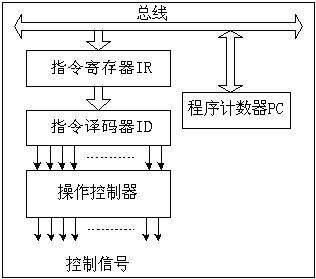 总线
指令寄存器IR
程序计数器PC
指令译码器ID
操作控制器
控制信号